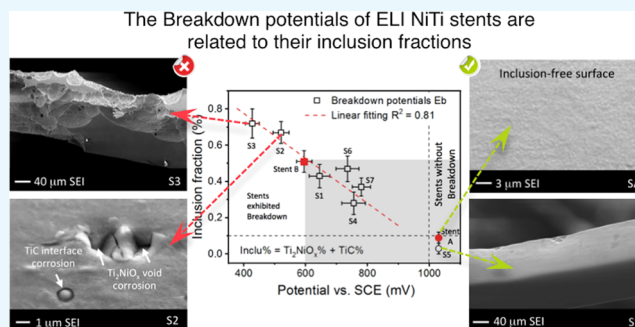 The Breakdown potentials of ELI NiTi stents are
related to their inclusion fractions
40 μm SEI
S3
TiC interface
corrosion
Ti₂NiOₓ void
corrosion
1 μm SEI
S2
Inclusion fraction (%)
0.8
0.6
0.4
0.2
0.0
Breakdown potentials Eb
Linear fitting R² = 0.81
S3
S2
Stent B
S1
S6
S7
S4
Stents
exhibited
Breakdown
Stents without
Breakdown
Stent
A
S5
Inclu% = Ti₂NiOₓ% + TiC%
400
500
600
700
800
900
1000
Potential vs. SCE (mV)
Inclusion-free surface
3 μm SEI
S
40 μm SEI
S